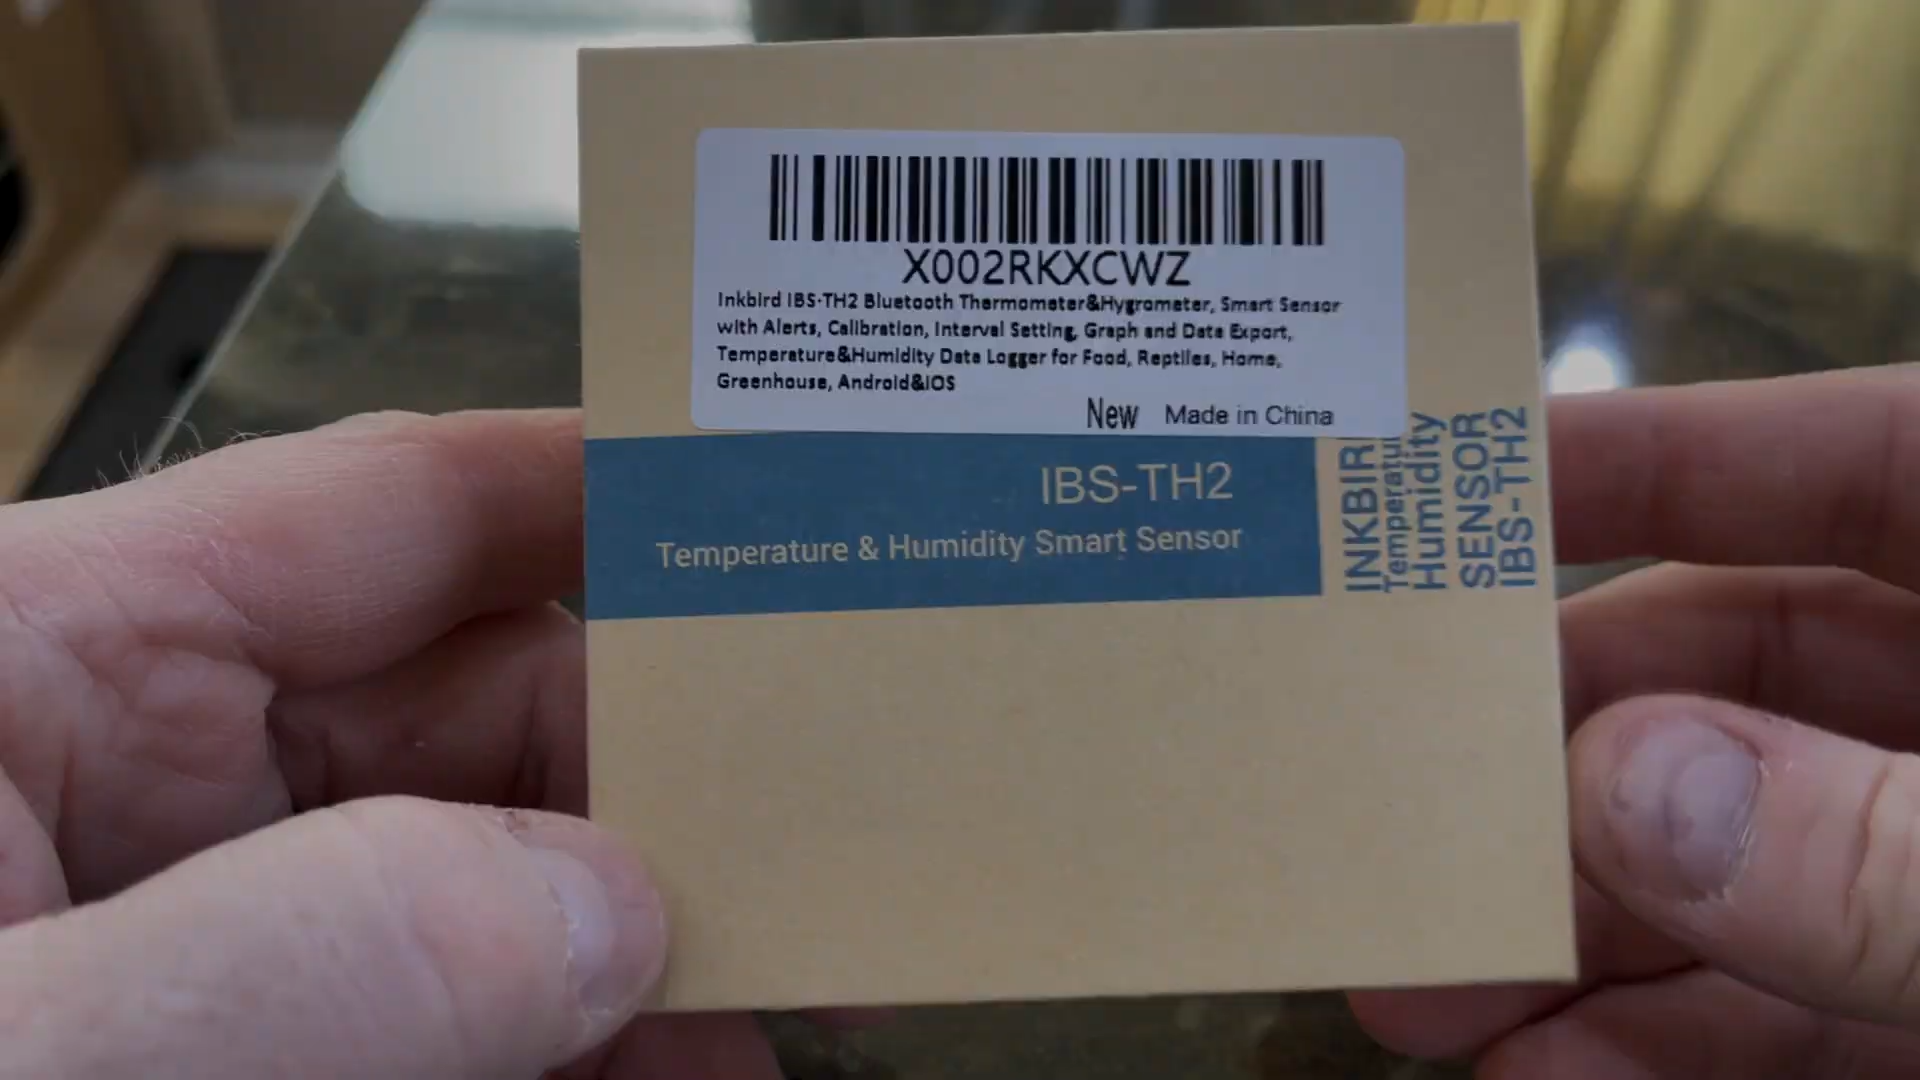 X002RKXCWZ
Inkbird IBS-TH2 Bluetooth Thermometer&Hygrometer, Smart Sensor
with Alerts, Calibration, Interval Setting, Graph and Data Export,
Temperature&Humidity Data Logger for Food, Reptiles, Home,
Greenhouse, Android&iOS
New Made in China
IBS-TH2
Temperature & Humidity Smart Sensor
INKBIR
Temperatu
Humidity
SENSOR
IBS-TH2